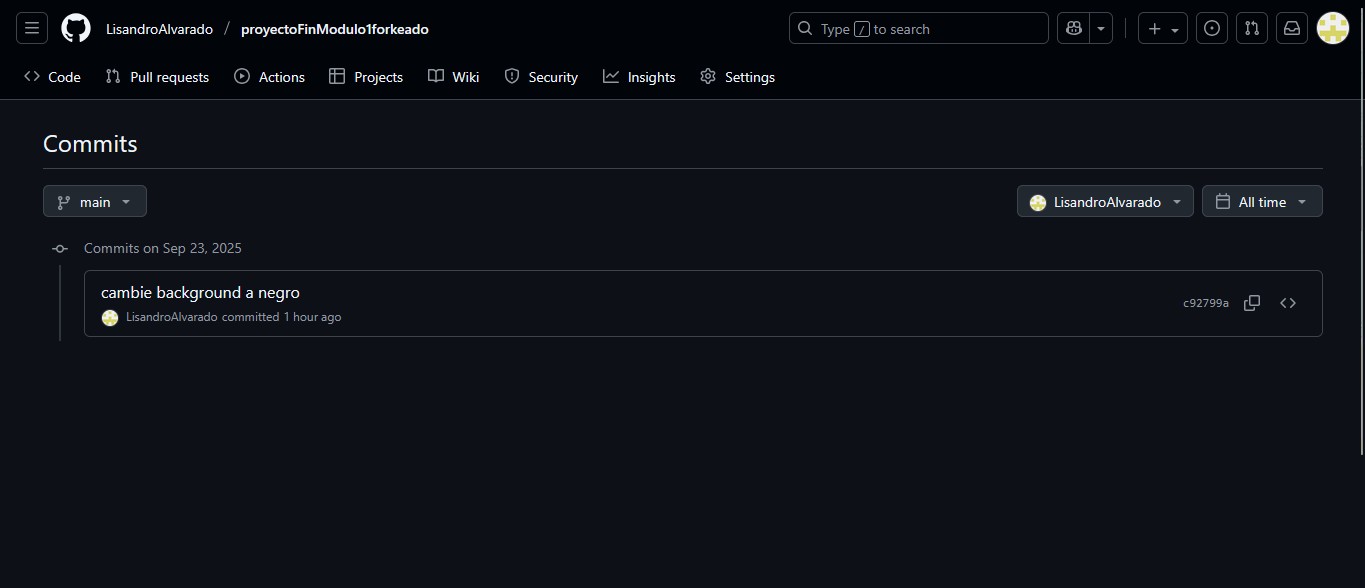 LisandroAlvarado / proyectoFinModulo1forkeado
Type / to search
Code Pull requests Actions Projects Wiki Security Insights Settings
Commits
main
LisandroAlvarado All time
Commits on Sep 23, 2025
cambie background a negro
c92799a
LisandroAlvarado committed 1 hour ago